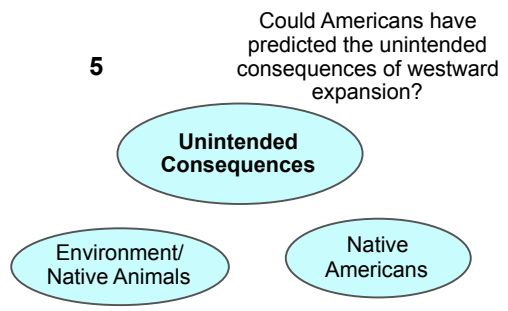 5
Could Americans have
predicted the unintended
consequences of westward
expansion?
Unintended
Consequences
Environment/
Native Animals
Native
Americans